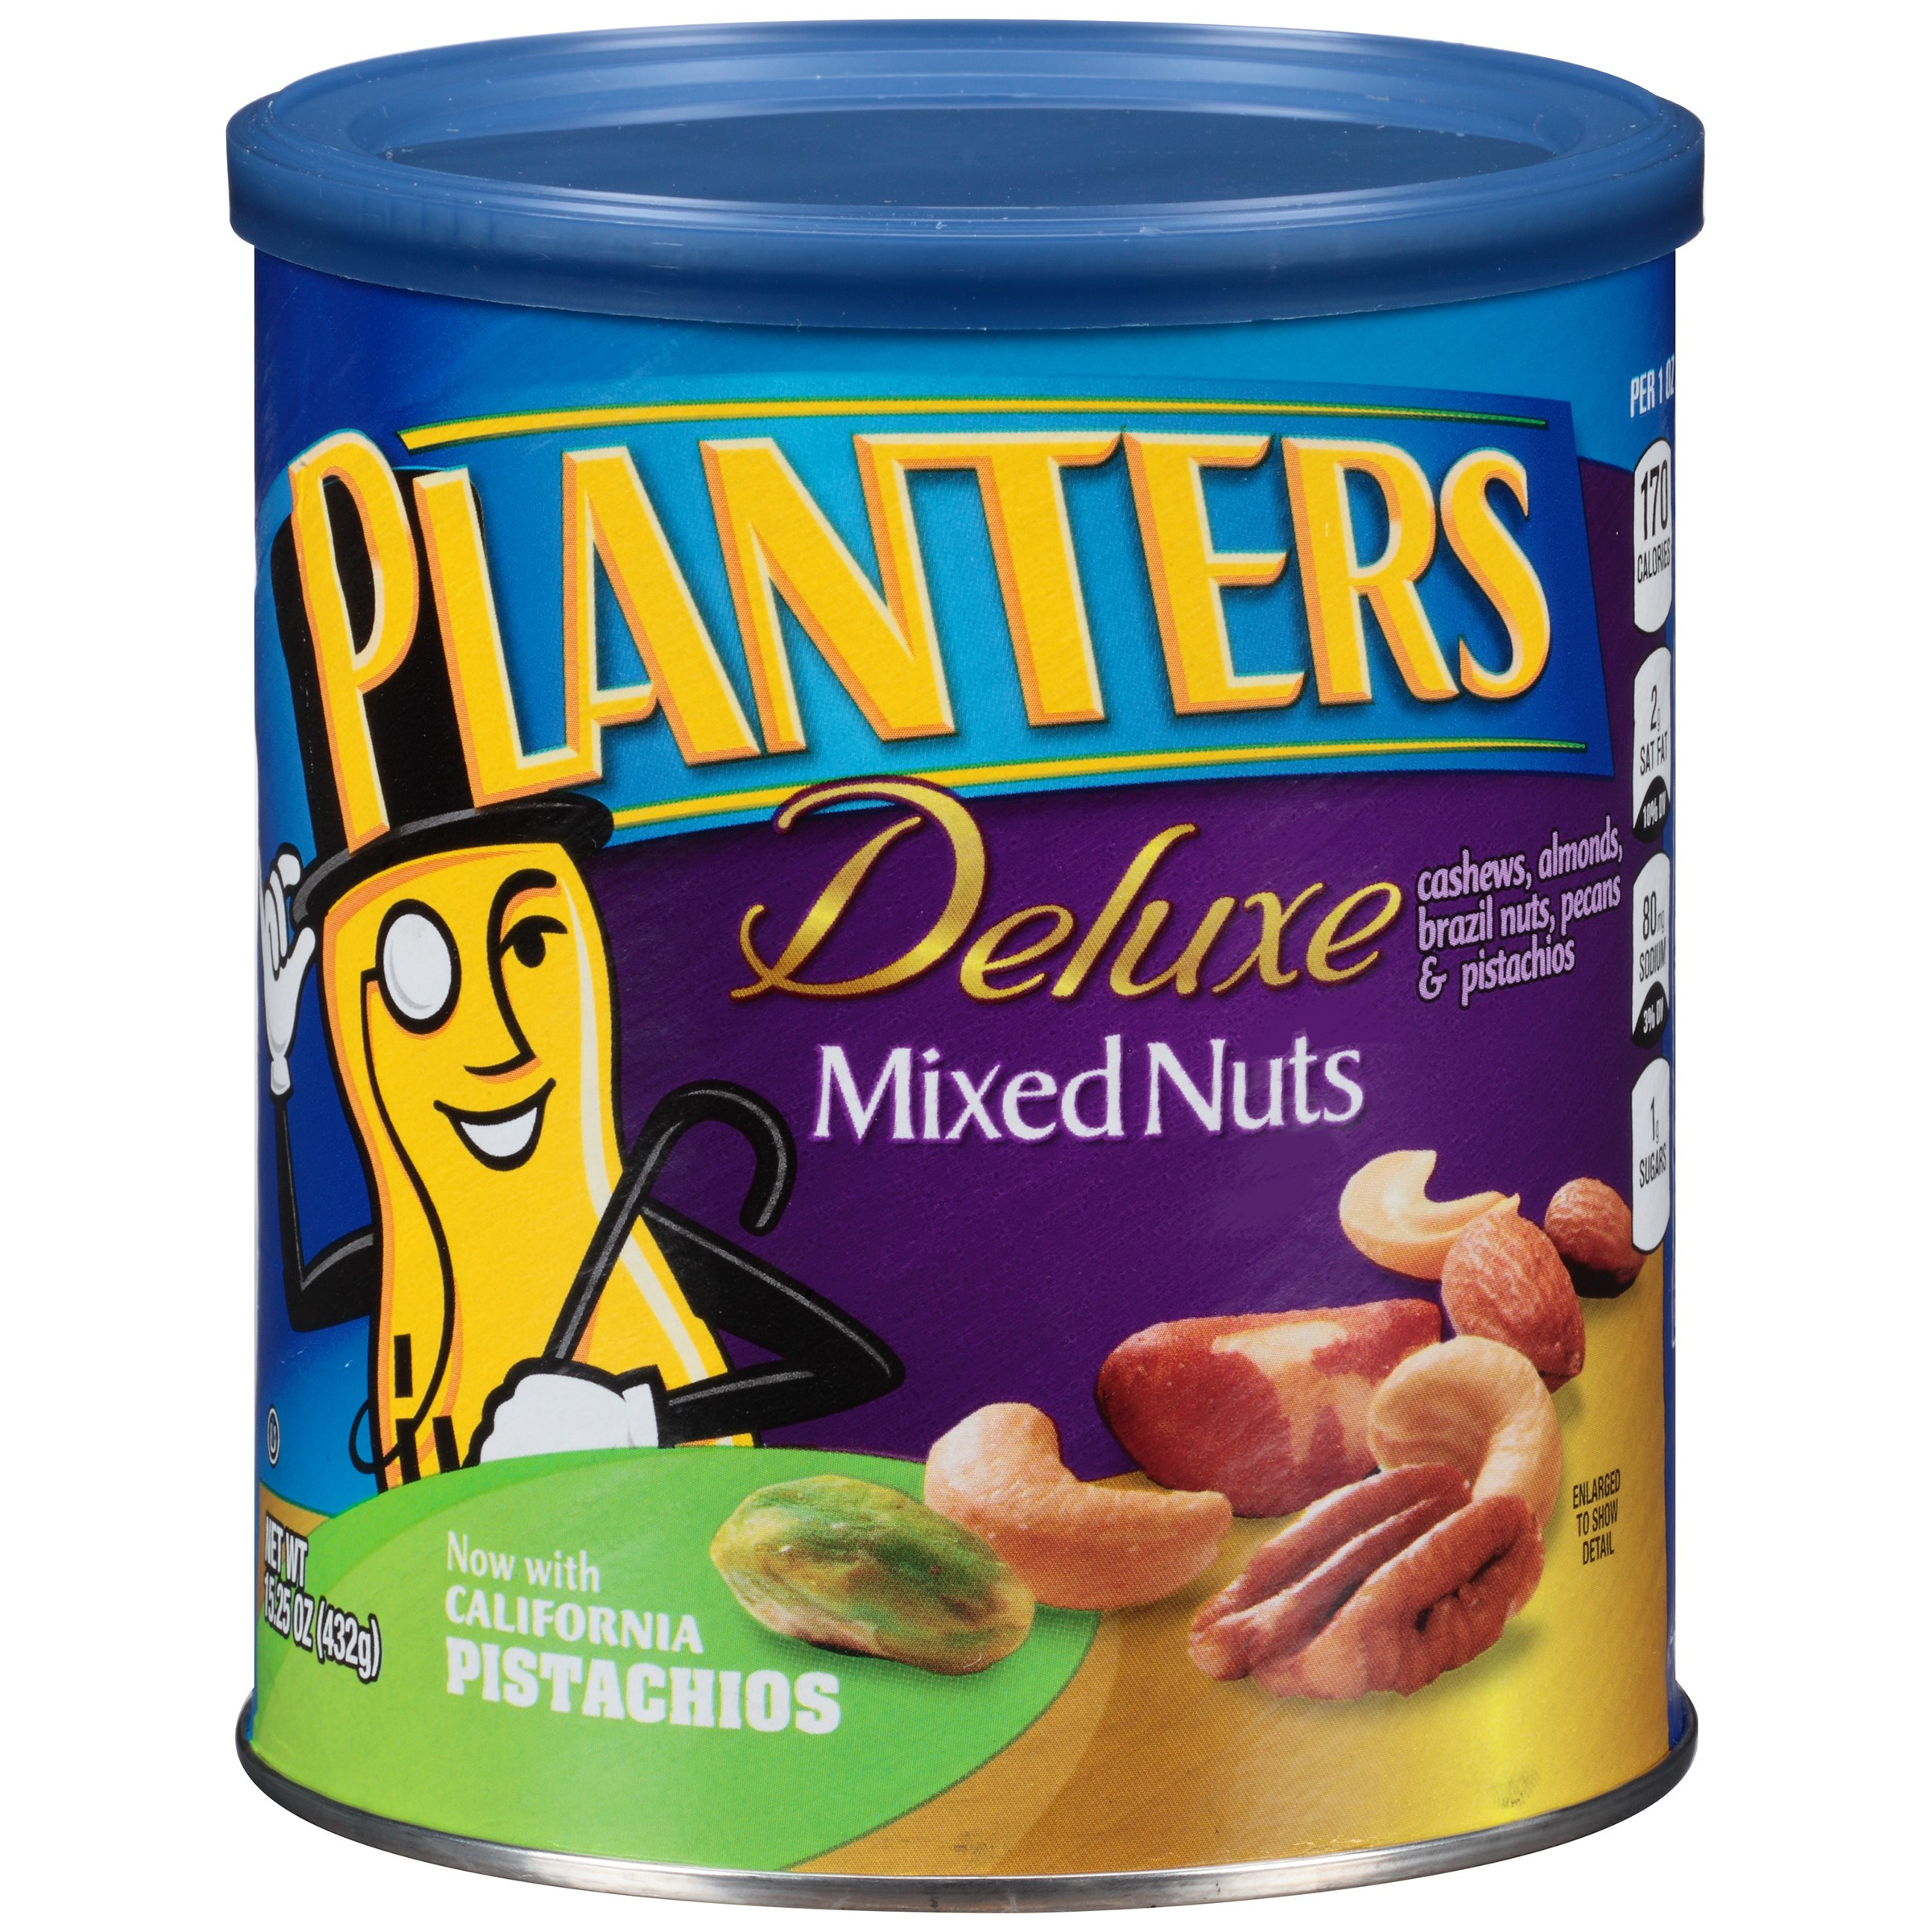 PLANTERS
Deluxe
cashews, almonds,
brazil nuts, pecans
& pistachios
Mixed Nuts
PER 1 OZ
170
CALORIES
2g
SAT FAT
10% DV
80mg
SODIUM
3% DV
1g
SUGARS
ENLARGED
TO SHOW
DETAIL
Now with
CALIFORNIA
PISTACHIOS
NET WT
15.25 OZ (432g)